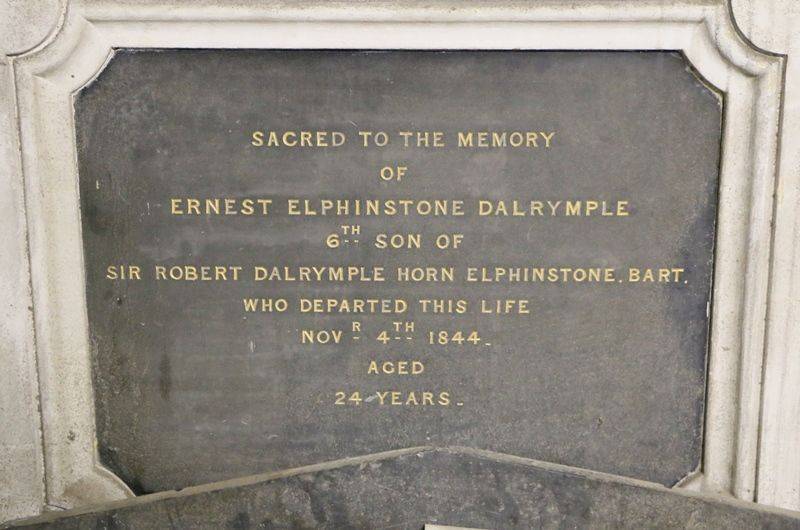 SACRED TO THE MEMORY
OF
ERNEST ELPHINSTONE DALRYMPLE
6TH SON OF
SIR ROBERT DALRYMPLE HORN ELPHINSTONE. BART.
WHO DEPARTED THIS LIFE
NOVR 4TH 1844.
AGED
24 YEARS.